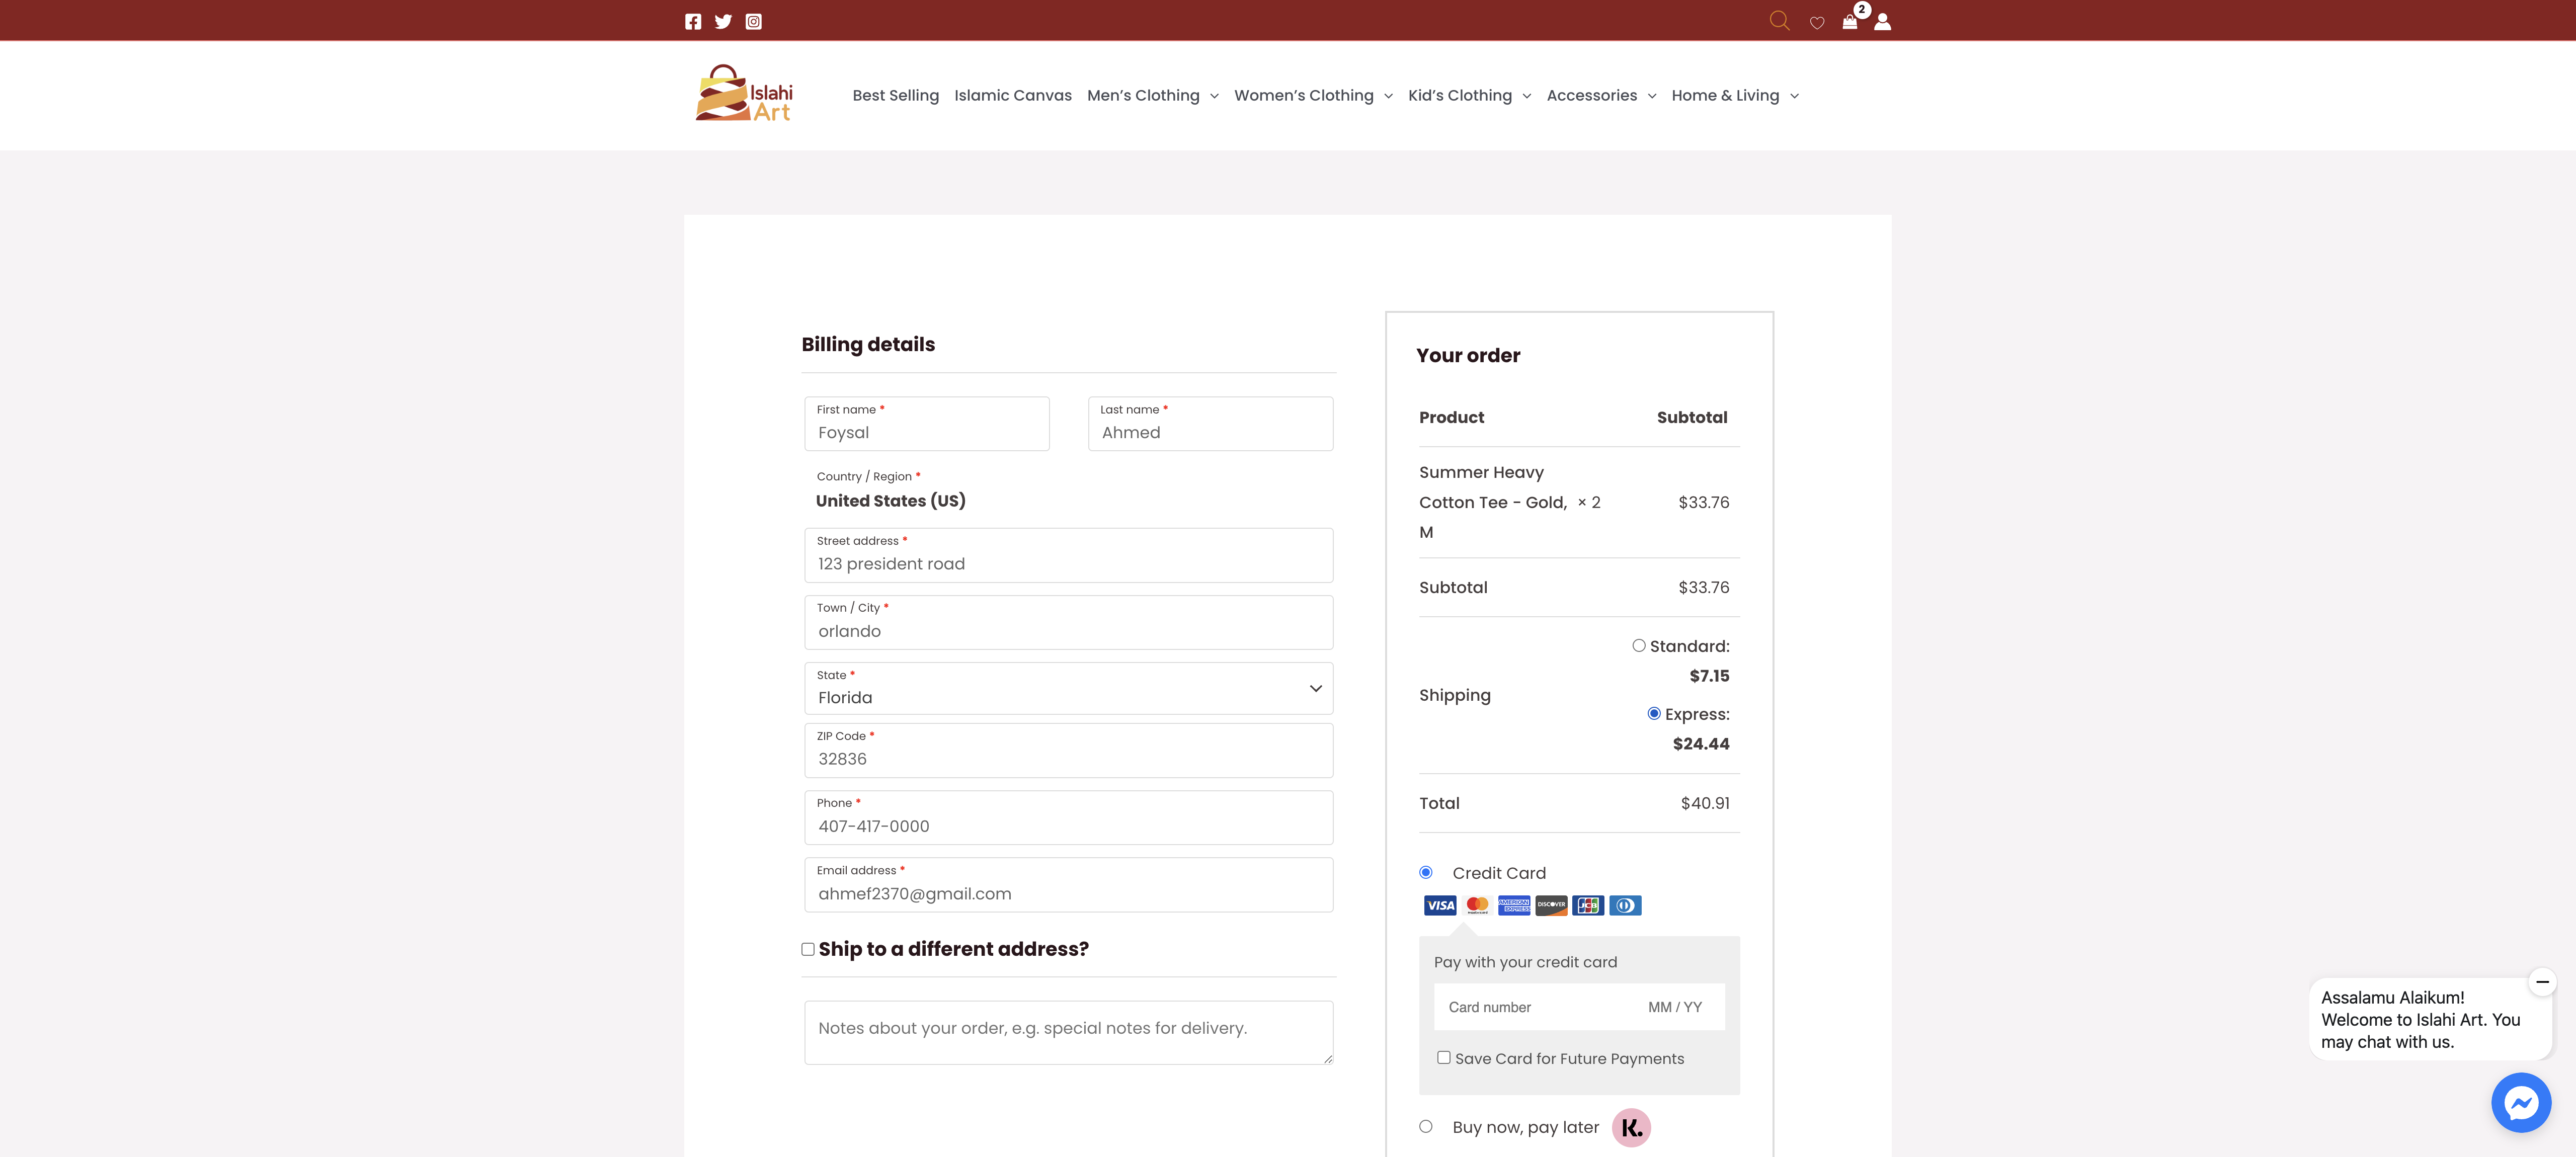 2
Islahi
Art
Best Selling Islamic Canvas Men's Clothing Women's Clothing Kid's Clothing Accessories Home & Living
Billing details
First name *
Foysal
Last name *
Ahmed
Country / Region *
United States (US)
Street address *
123 president road
Town / City *
orlando
State *
Florida
ZIP Code *
32836
Phone *
407-417-0000
Email address *
ahmef2370@gmail.com
Ship to a different address?
Notes about your order, e.g. special notes for delivery.
Your order
Product Subtotal
Summer Heavy
Cotton Tee - Gold, × 2 $33.76
M
Subtotal $33.76
Shipping
Standard:
$7.15
Express:
$24.44
Total $40.91
Credit Card
VISA mastercard AMERICAN EXPRESS DISCOVER JCB
Pay with your credit card
Card number MM / YY
Save Card for Future Payments
Buy now, pay later K.
Assalamu Alaikum!
Welcome to Islahi Art. You
may chat with us.